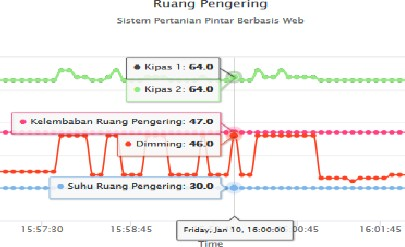 Ruang Pengering
Sistem Pertanian Pintar Berbasis Web
Kipas 1: 64.0
Kipas 2: 64.0
Kelembaban Ruang Pengering: 47.0
Dimming: 46.0
Suhu Ruang Pengering: 30.0
15:57:30
15:58:45
Friday, Jan 10, 16:00:00
00:45
16:01:45
Time